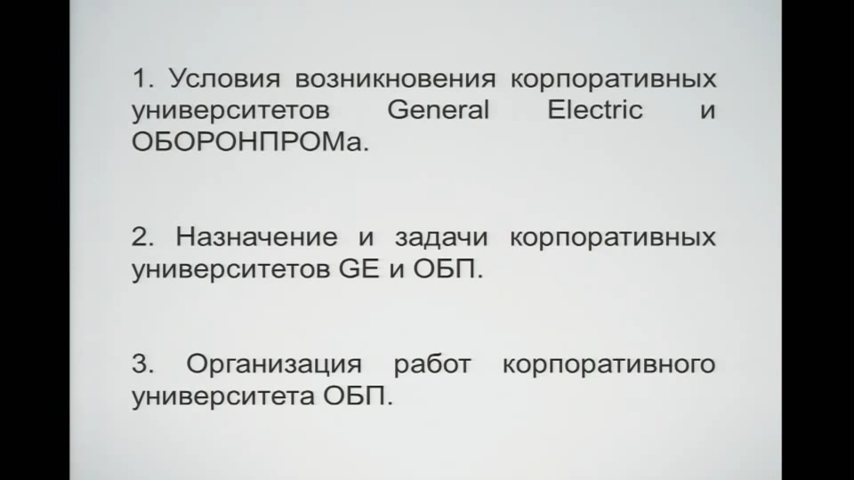 1. Условия возникновения корпоративных
университетов General Electric и
ОБОРОНПРОМа.
2. Назначение и задачи корпоративных
университетов GE и ОБП.
3. Организация работ корпоративного
университета ОБП.